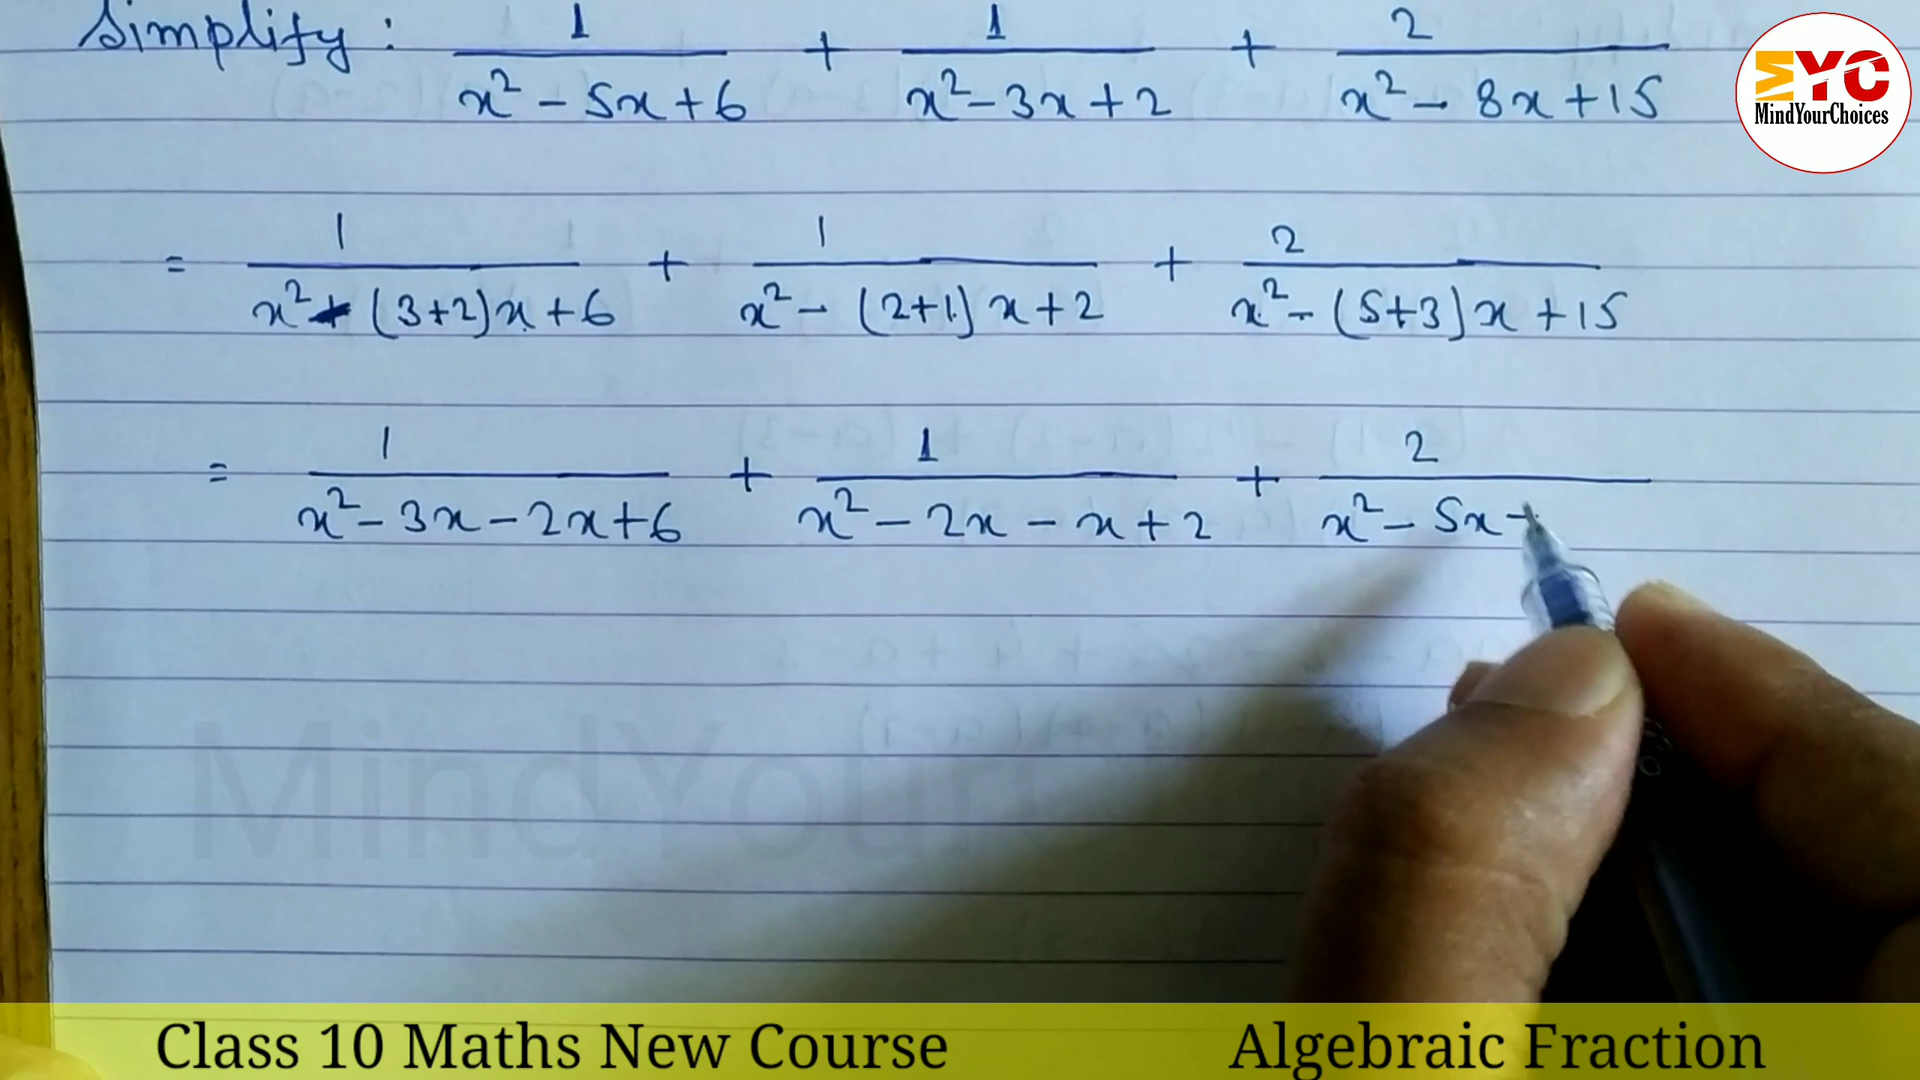 Simplify: 1/(x² - 5x + 6) + 1/(x² - 3x + 2) + 2/(x² - 8x + 15)
MYC
MindYourChoices
= 1/(x² - (3+2)x + 6) + 1/(x² - (2+1)x + 2) + 2/(x² - (5+3)x + 15)
= 1/(x² - 3x - 2x + 6) + 1/(x² - 2x - x + 2) + 2/(x² - 5x -
MindYour
Class 10 Maths New Course Algebraic Fraction